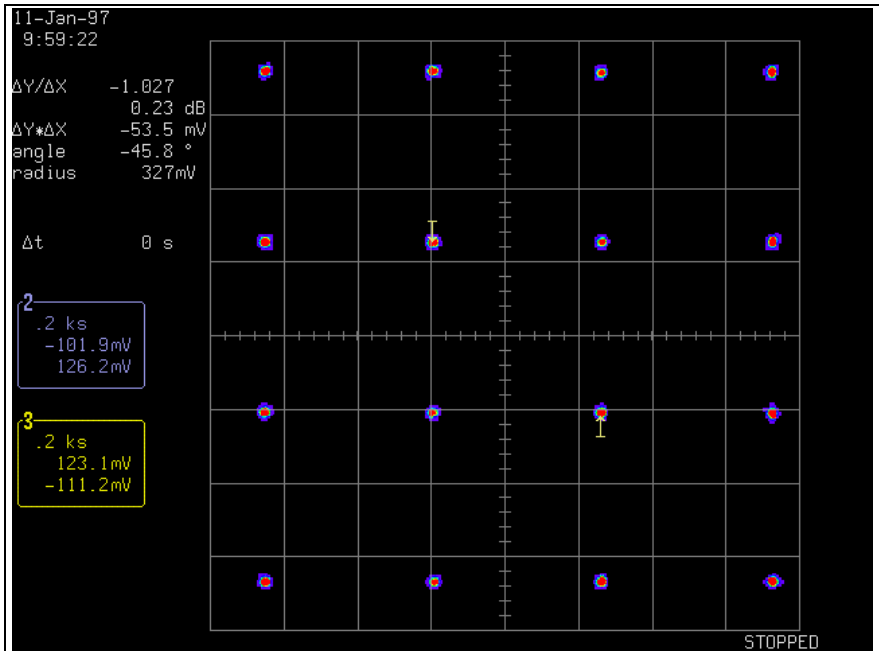 11-Jan-97
9:59:22
ΔY/ΔX -1.027
0.23 dB
ΔY*ΔX -53.5 mV
angle -45.8 °
radius 327mV
Δt 0 s
2
.2 ks
-101.9mV
126.2mV
3
.2 ks
123.1mV
-111.2mV
STOPPED